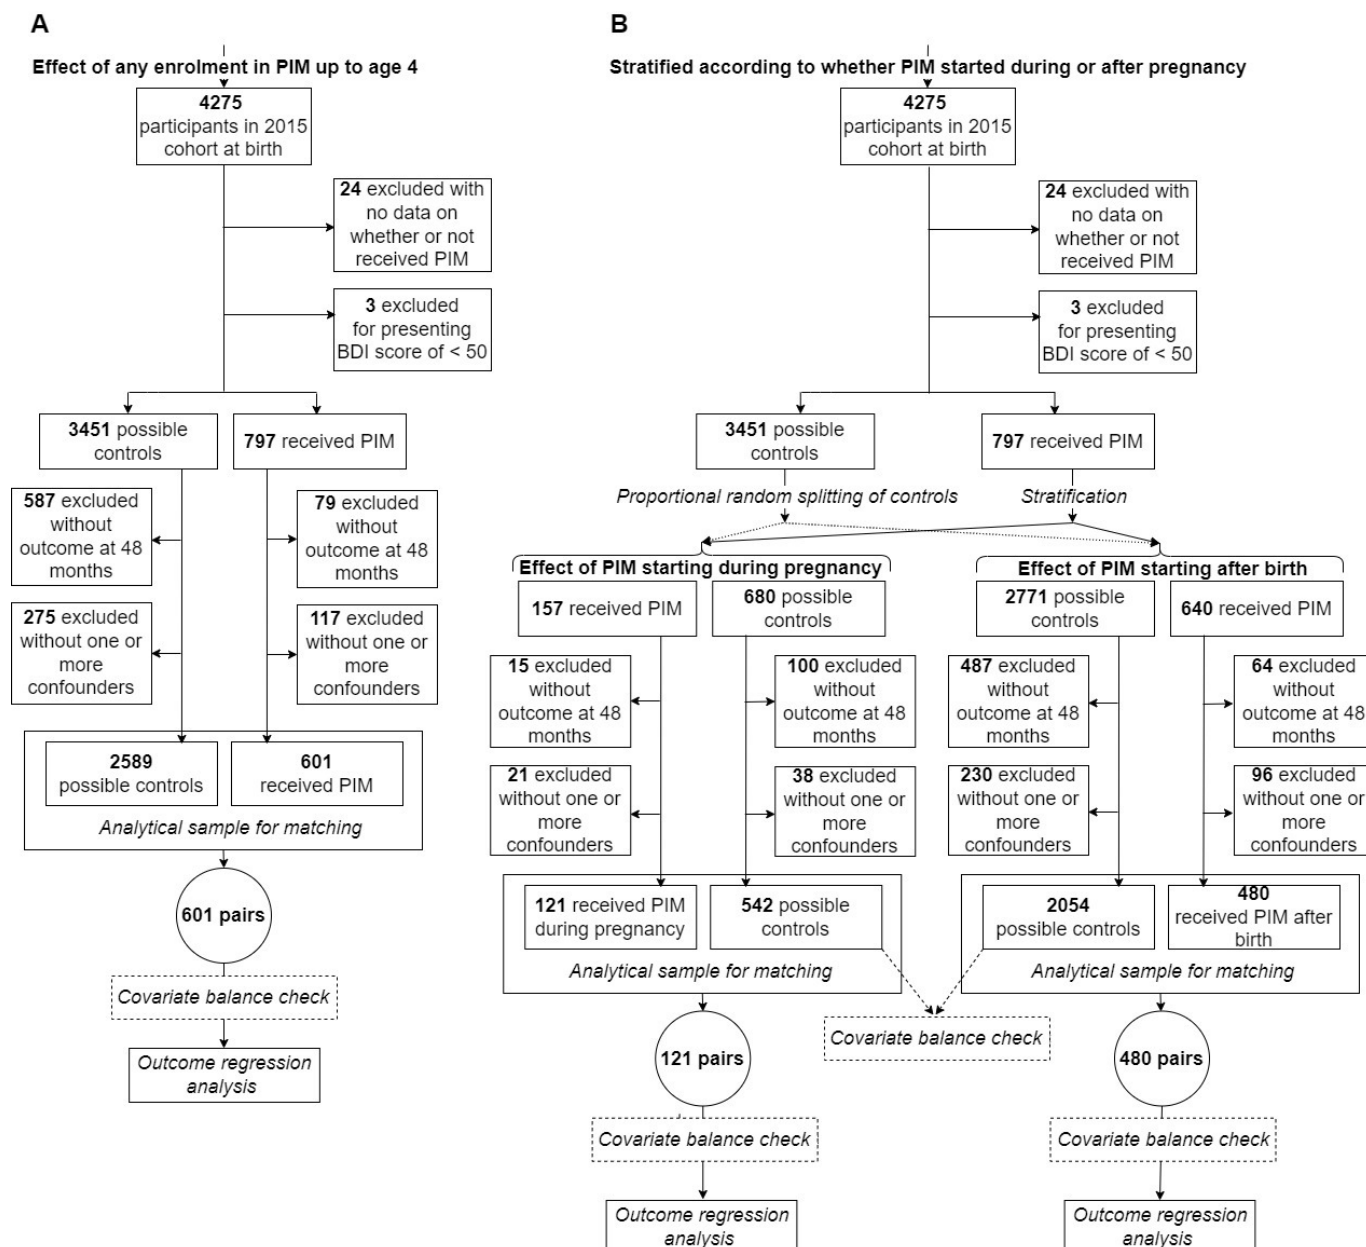 A
Effect of any enrolment in PIM up to age 4
4275
participants in 2015
cohort at birth
24 excluded with
no data on
whether or not
received PIM
3 excluded
for presenting
BDI score of < 50
3451 possible
controls
797 received PIM
587 excluded
without
outcome at 48
months
79 excluded
without
outcome at 48
months
275 excluded
without one or
more
confounders
117 excluded
without one or
more
confounders
2589
possible controls
601
received PIM
Analytical sample for matching
601 pairs
Covariate balance check
Outcome regression
analysis
B
Stratified according to whether PIM started during or after pregnancy
4275
participants in 2015
cohort at birth
24 excluded with
no data on
whether or not
received PIM
3 excluded
for presenting
BDI score of < 50
3451 possible
controls
797 received PIM
Proportional random splitting of controls
Stratification
Effect of PIM starting during pregnancy
157 received PIM
680 possible
controls
15 excluded
without
outcome at 48
months
100 excluded
without
outcome at 48
months
21 excluded
without one or
more
confounders
38 excluded
without one or
more
confounders
121 received PIM
during pregnancy
542 possible
controls
Analytical sample for matching
121 pairs
Covariate balance check
Outcome regression
analysis
Covariate balance check
Effect of PIM starting after birth
2771 possible
controls
640 received PIM
487 excluded
without
outcome at 48
months
64 excluded
without
outcome at 48
months
230 excluded
without one or
more
confounders
96 excluded
without one or
more
confounders
2054
possible controls
480
received PIM after
birth
Analytical sample for matching
480 pairs
Covariate balance check
Outcome regression
analysis